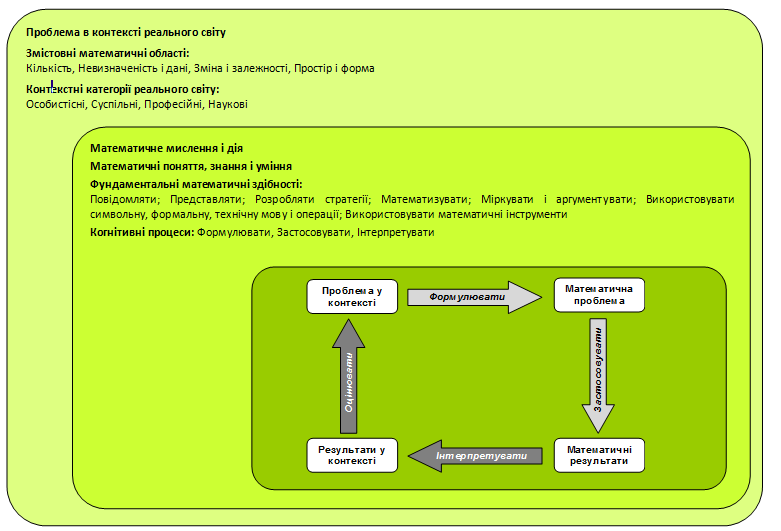 Проблема в контексті реального світу
Змістовні математичні області:
Кількість, Невизначеність і дані, Зміна і залежності, Простір і форма
Контекстні категорії реального світу:
Особистісні, Суспільні, Професійні, Наукові
Математичне мислення і дія
Математичні поняття, знання і уміння
Фундаментальні математичні здібності:
Повідомляти; Представляти; Розробляти стратегії; Математизувати; Міркувати і аргументувати; Використовувати
символьну, формальну, технічну мову і операції; Використовувати математичні інструменти
Когнітивні процеси: Формулювати, Застосовувати, Інтерпретувати
Проблема у
контексті
Формулювати
Математична
проблема
Застосовувати
Математичні
результати
Інтерпретувати
Результати у
контексті
Оцінювати